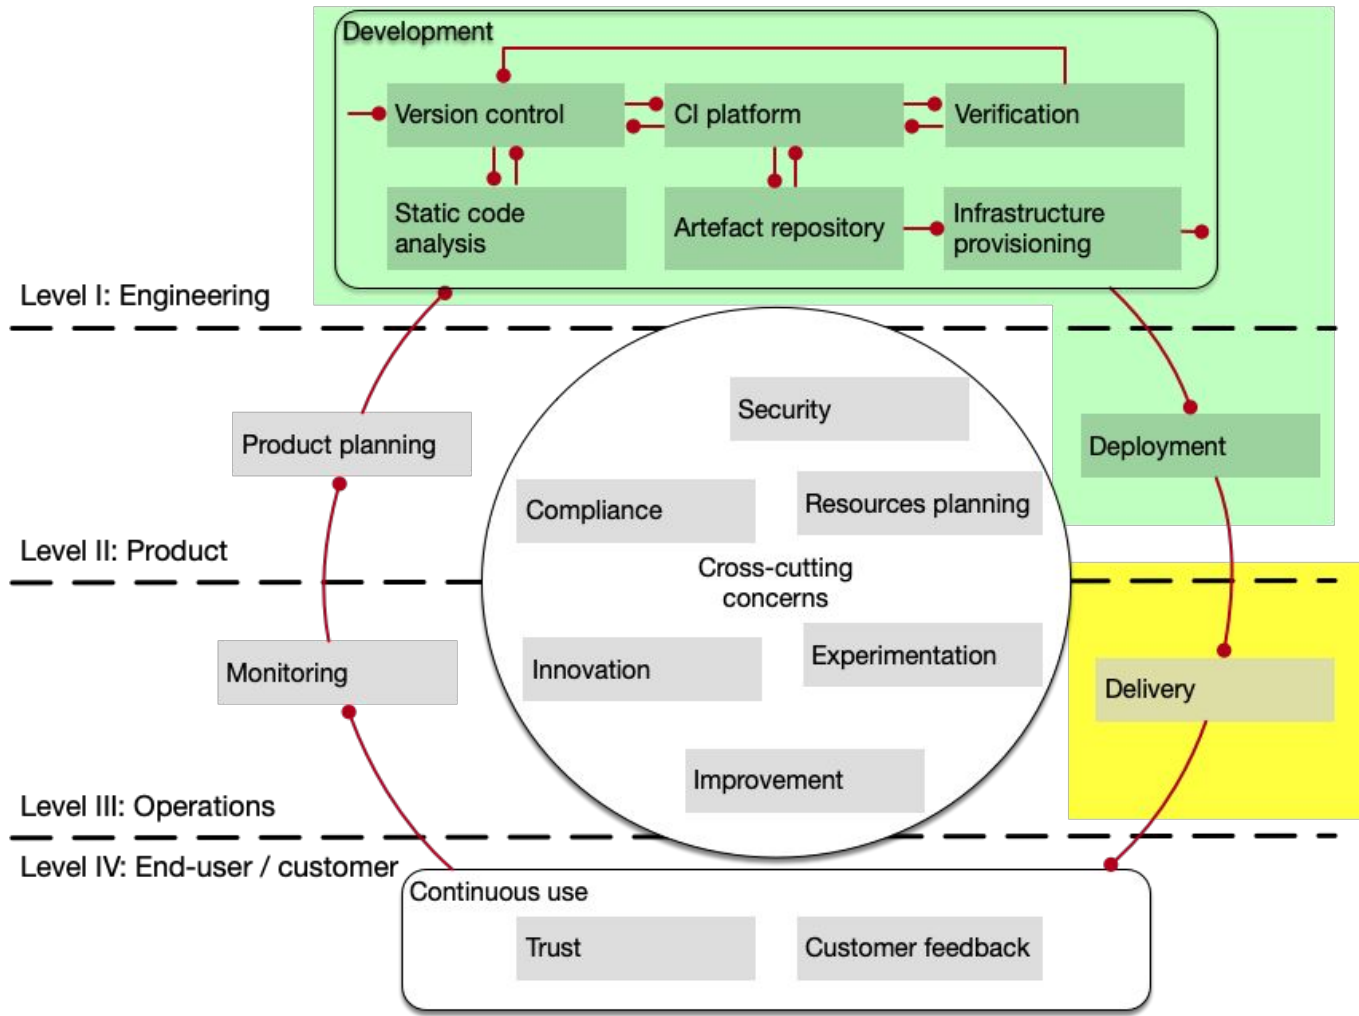 Development
Version control
CI platform
Verification
Static code
analysis
Artefact repository
Infrastructure
provisioning
Level I: Engineering
Security
Product planning
Deployment
Compliance
Resources planning
Level II: Product
Cross-cutting
concerns
Monitoring
Innovation
Experimentation
Delivery
Improvement
Level III: Operations
Level IV: End-user / customer
Continuous use
Trust
Customer feedback